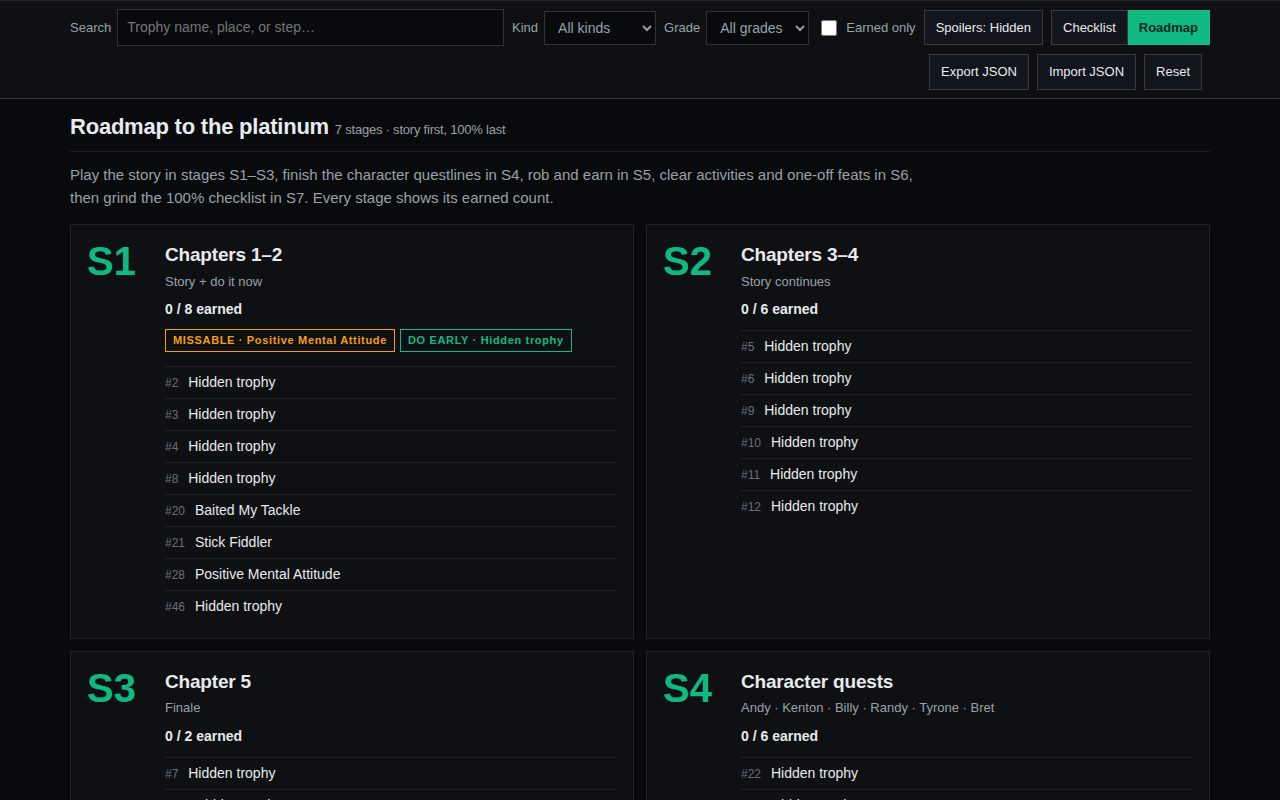 Search Trophy name, place, or step… Kind All kinds Grade All grades Earned only Spoilers: Hidden Checklist Roadmap
Export JSON Import JSON Reset
Roadmap to the platinum 7 stages · story first, 100% last
Play the story in stages S1–S3, finish the character questlines in S4, rob and earn in S5, clear activities and one-off feats in S6,
then grind the 100% checklist in S7. Every stage shows its earned count.
S1 Chapters 1–2
Story + do it now
0 / 8 earned
MISSABLE · Positive Mental Attitude DO EARLY · Hidden trophy
#2 Hidden trophy
#3 Hidden trophy
#4 Hidden trophy
#8 Hidden trophy
#20 Baited My Tackle
#21 Stick Fiddler
#28 Positive Mental Attitude
#46 Hidden trophy
S2 Chapters 3–4
Story continues
0 / 6 earned
#5 Hidden trophy
#6 Hidden trophy
#9 Hidden trophy
#10 Hidden trophy
#11 Hidden trophy
#12 Hidden trophy
S3 Chapter 5
Finale
0 / 2 earned
#7 Hidden trophy
S4 Character quests
Andy · Kenton · Billy · Randy · Tyrone · Bret
0 / 6 earned
#22 Hidden trophy